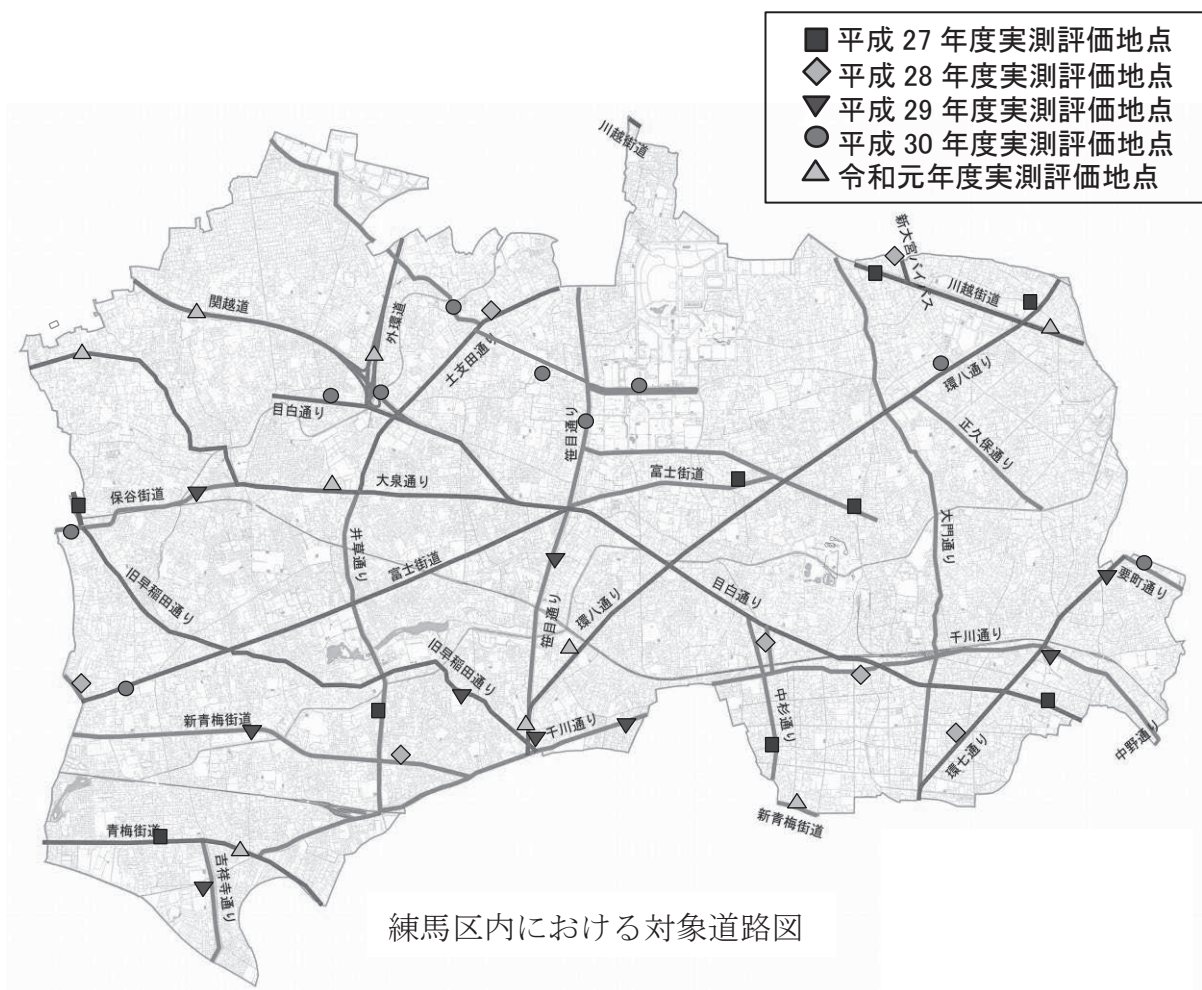 ■平成 27 年度実測評価地点
◇平成 28 年度実測評価地点
▼平成 29 年度実測評価地点
●平成 30 年度実測評価地点
△令和元年度実測評価地点
川越街道
新大宮バイパス
川越街道
関越道
外環道
土支田通り
環八通り
目白通り
笹目通り
正久保通り
富士街道
保谷街道
大泉通り
大門通り
井草通り
富士街道
旧早稲田通り
目白通り
要町通り
笹目通り
環八通り
千川通り
旧早稲田通り
新青梅街道
千川通り
中杉通り
中野通り
環七通り
新青梅街道
青梅街道
吉祥寺通り
練馬区内における対象道路図